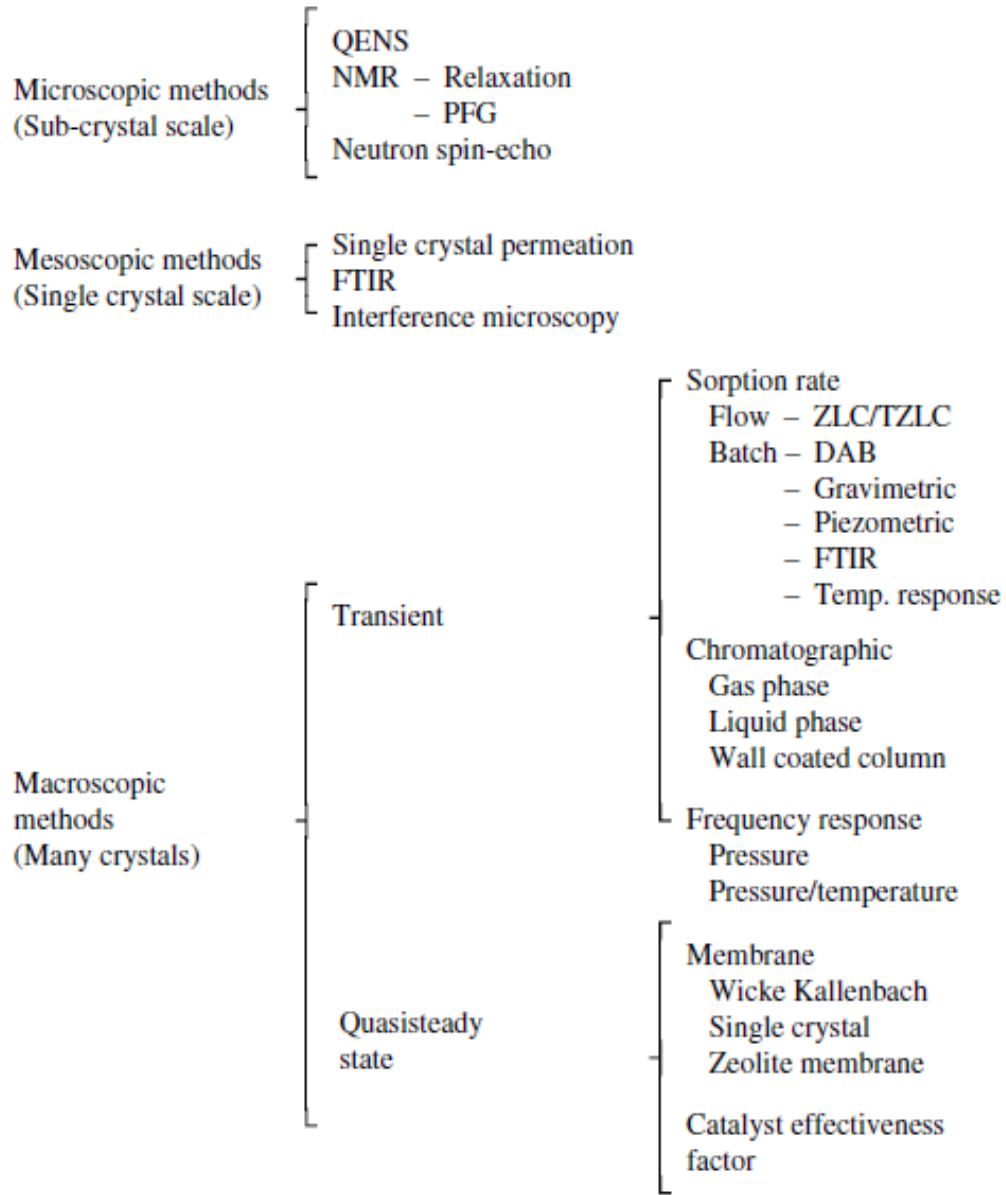 Microscopic methods
(Sub-crystal scale)
QENS
NMR – Relaxation
– PFG
Neutron spin-echo
Mesoscopic methods
(Single crystal scale)
Single crystal permeation
FTIR
Interference microscopy
Macroscopic
methods
(Many crystals)
Transient
Sorption rate
Flow – ZLC/TZLC
Batch – DAB
– Gravimetric
– Piezometric
– FTIR
– Temp. response
Chromatographic
Gas phase
Liquid phase
Wall coated column
Frequency response
Pressure
Pressure/temperature
Quasisteady
state
Membrane
Wicke Kallenbach
Single crystal
Zeolite membrane
Catalyst effectiveness
factor